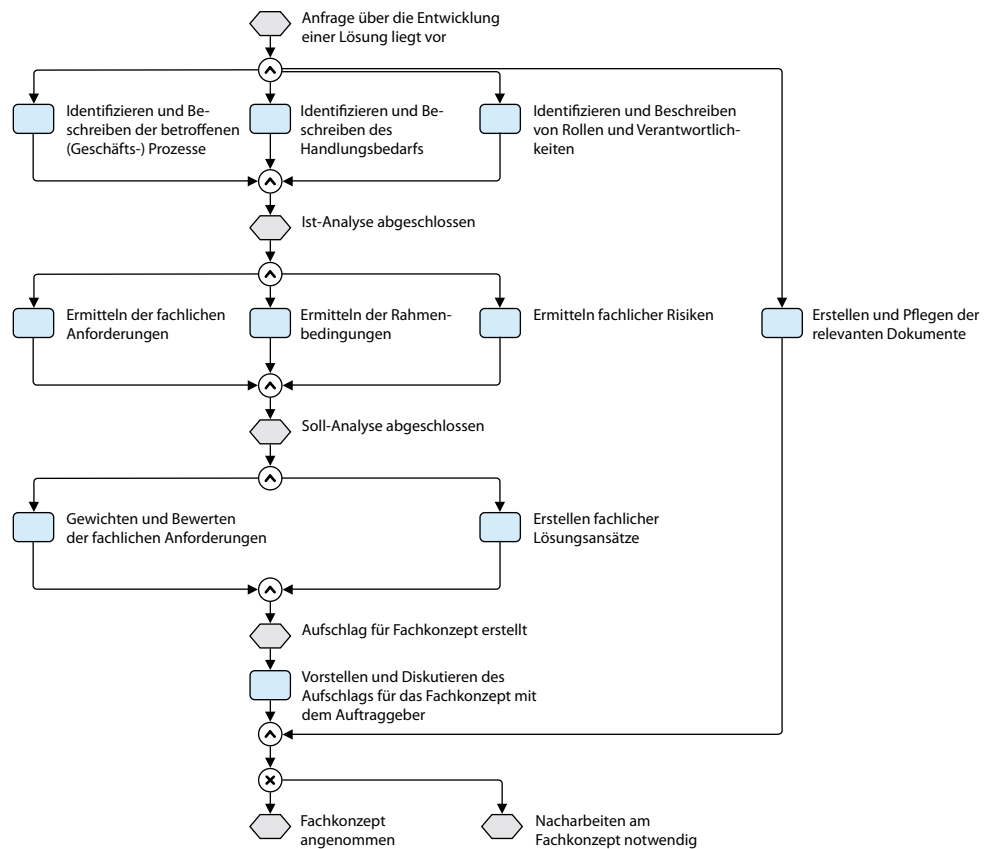 Anfrage über die Entwicklung
einer Lösung liegt vor
Identifizieren und Be-
schreiben der betroffenen
(Geschäfts-) Prozesse
Identifizieren und Be-
schreiben des
Handlungsbedarfs
Identifizieren und Beschreiben
von Rollen und Verantwortlich-
keiten
Ist-Analyse abgeschlossen
Ermitteln der fachlichen
Anforderungen
Ermitteln der Rahmen-
bedingungen
Ermitteln fachlicher Risiken
Erstellen und Pflegen der
relevanten Dokumente
Soll-Analyse abgeschlossen
Gewichten und Bewerten
der fachlichen Anforderungen
Erstellen fachlicher
Lösungsansätze
Aufschlag für Fachkonzept erstellt
Vorstellen und Diskutieren des
Aufschlags für das Fachkonzept mit
dem Auftraggeber
Fachkonzept
angenommen
Nacharbeiten am
Fachkonzept notwendig